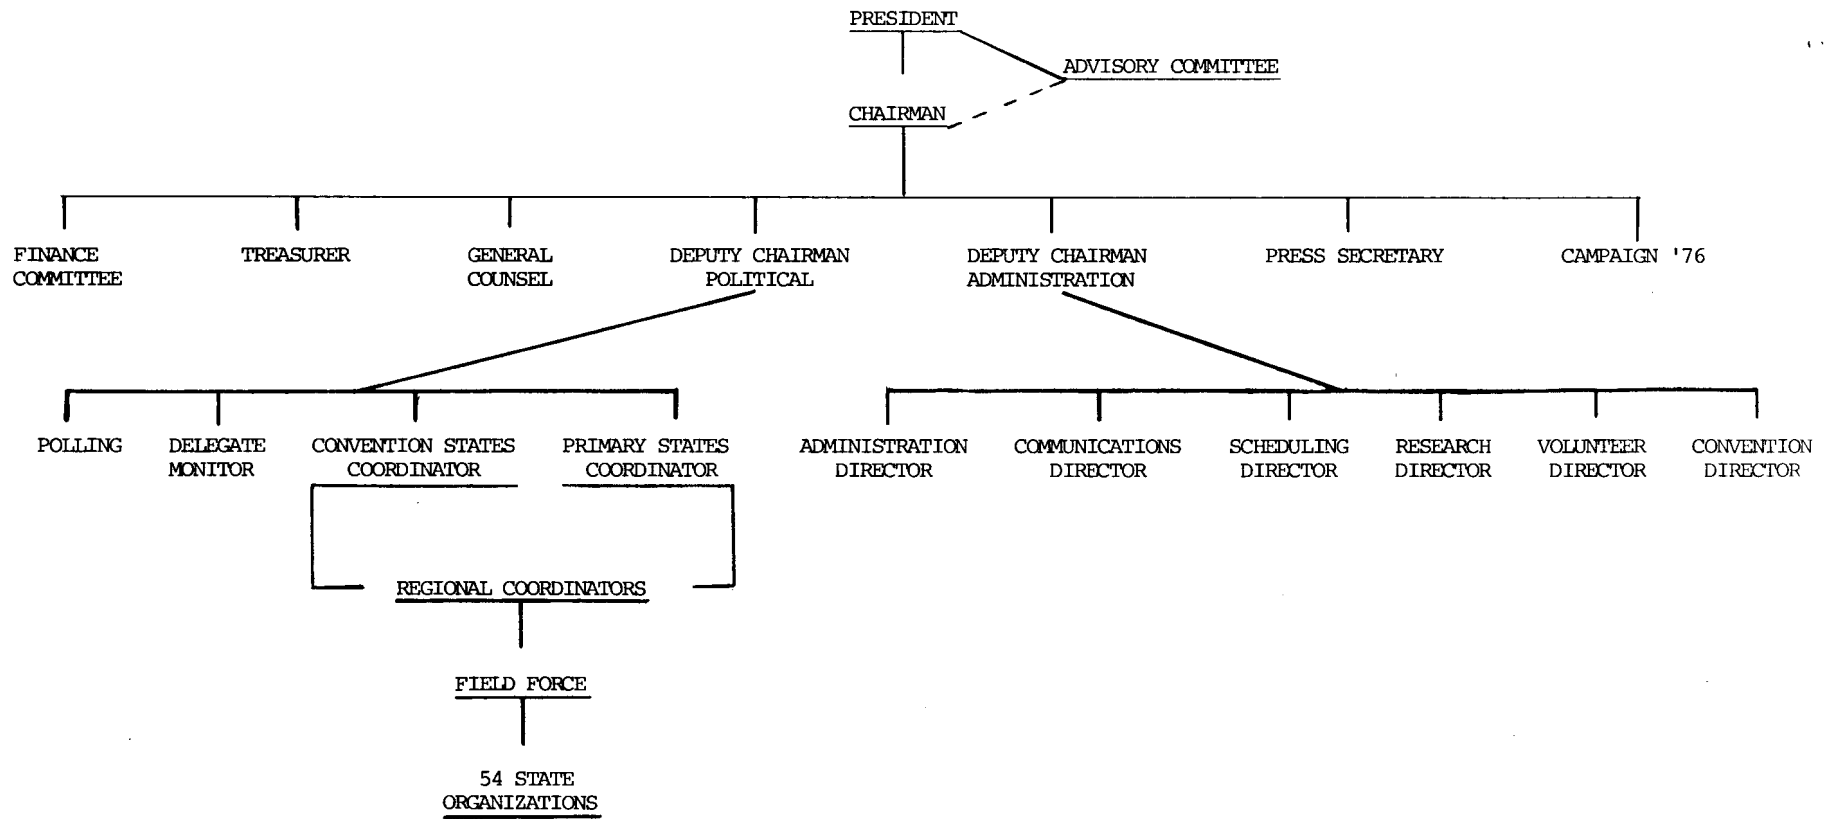 PRESIDENT
ADVISORY COMMITTEE
CHAIRMAN
FINANCE
COMMITTEE
TREASURER
GENERAL
COUNSEL
DEPUTY CHAIRMAN
POLITICAL
DEPUTY CHAIRMAN
ADMINISTRATION
PRESS SECRETARY
CAMPAIGN '76
POLLING
DELEGATE
MONITOR
CONVENTION STATES
COORDINATOR
PRIMARY STATES
COORDINATOR
ADMINISTRATION
DIRECTOR
COMMUNICATIONS
DIRECTOR
SCHEDULING
DIRECTOR
RESEARCH
DIRECTOR
VOLUNTEER
DIRECTOR
CONVENTION
DIRECTOR
REGIONAL COORDINATORS
FIELD FORCE
54 STATE
ORGANIZATIONS